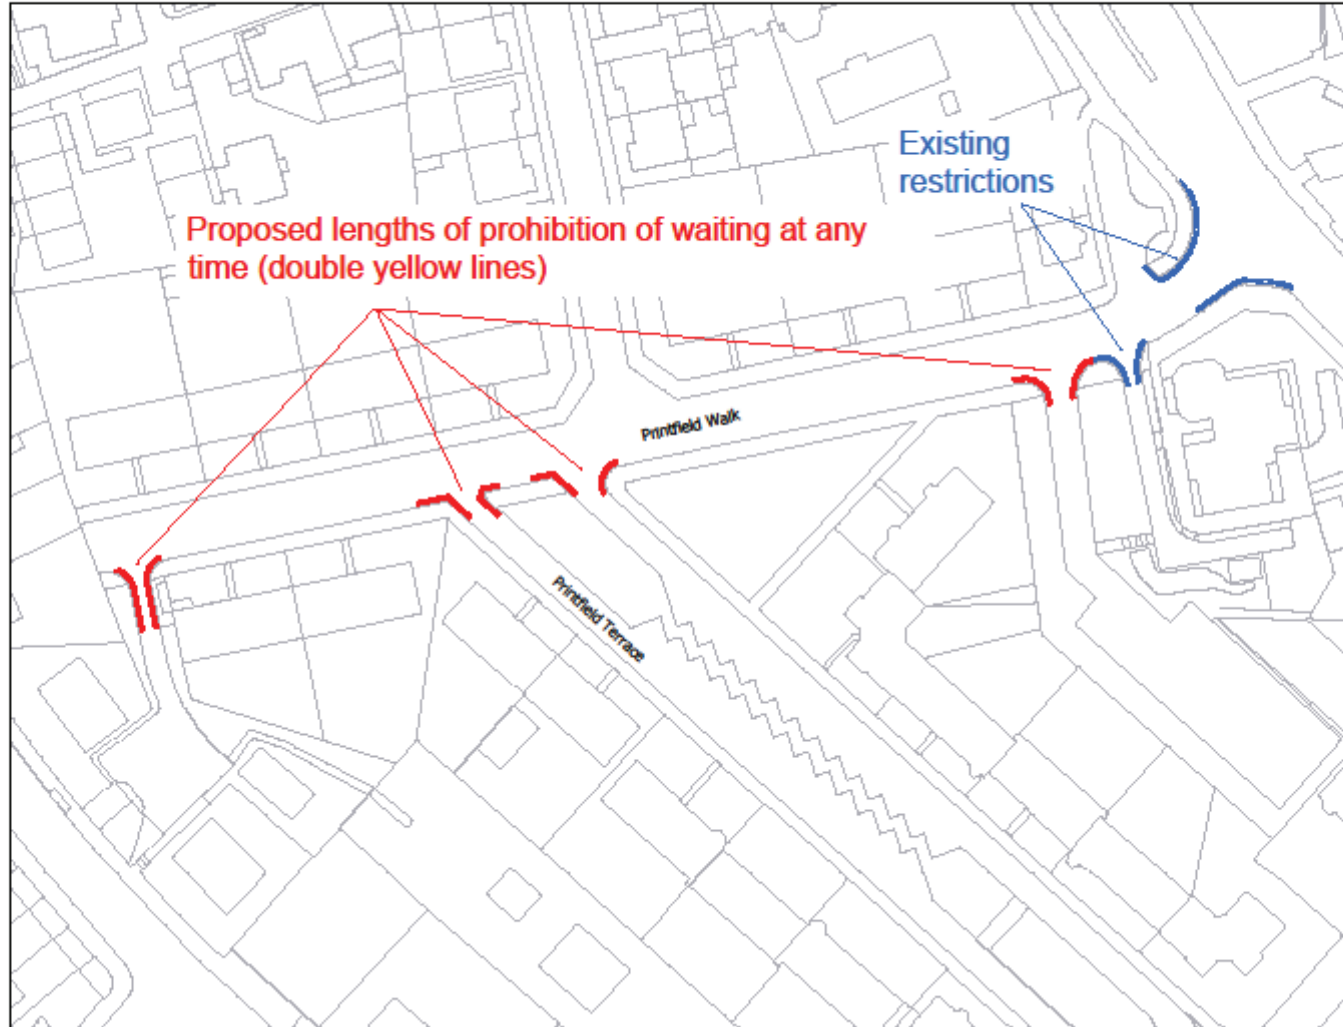 Existing
restrictions
Proposed lengths of prohibition of waiting at any
time (double yellow lines)
Printfield Walk
Printfield Terrace